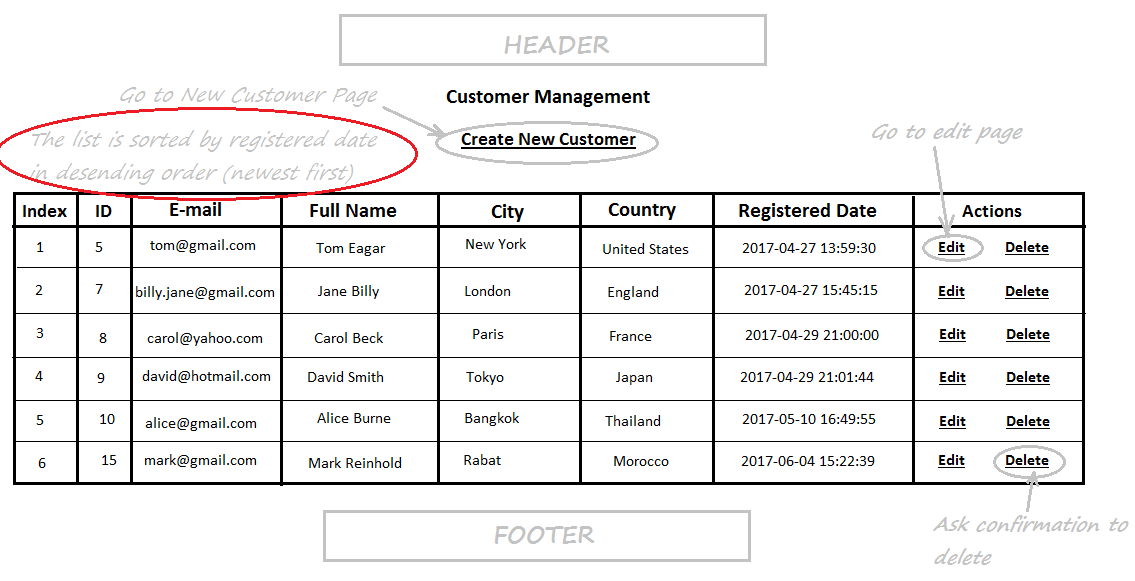 HEADER
Go to New Customer Page
Customer Management
The list is sorted by registered date
in desending order (newest first)
Create New Customer
Go to edit page
Index ID E-mail Full Name City Country Registered Date Actions
1 5 tom@gmail.com Tom Eagar New York United States 2017-04-27 13:59:30 Edit Delete
2 7 billy.jane@gmail.com Jane Billy London England 2017-04-27 15:45:15 Edit Delete
3 8 carol@yahoo.com Carol Beck Paris France 2017-04-29 21:00:00 Edit Delete
4 9 david@hotmail.com David Smith Tokyo Japan 2017-04-29 21:01:44 Edit Delete
5 10 alice@gmail.com Alice Burne Bangkok Thailand 2017-05-10 16:49:55 Edit Delete
6 15 mark@gmail.com Mark Reinhold Rabat Morocco 2017-06-04 15:22:39 Edit Delete
FOOTER
Ask confirmation to
delete